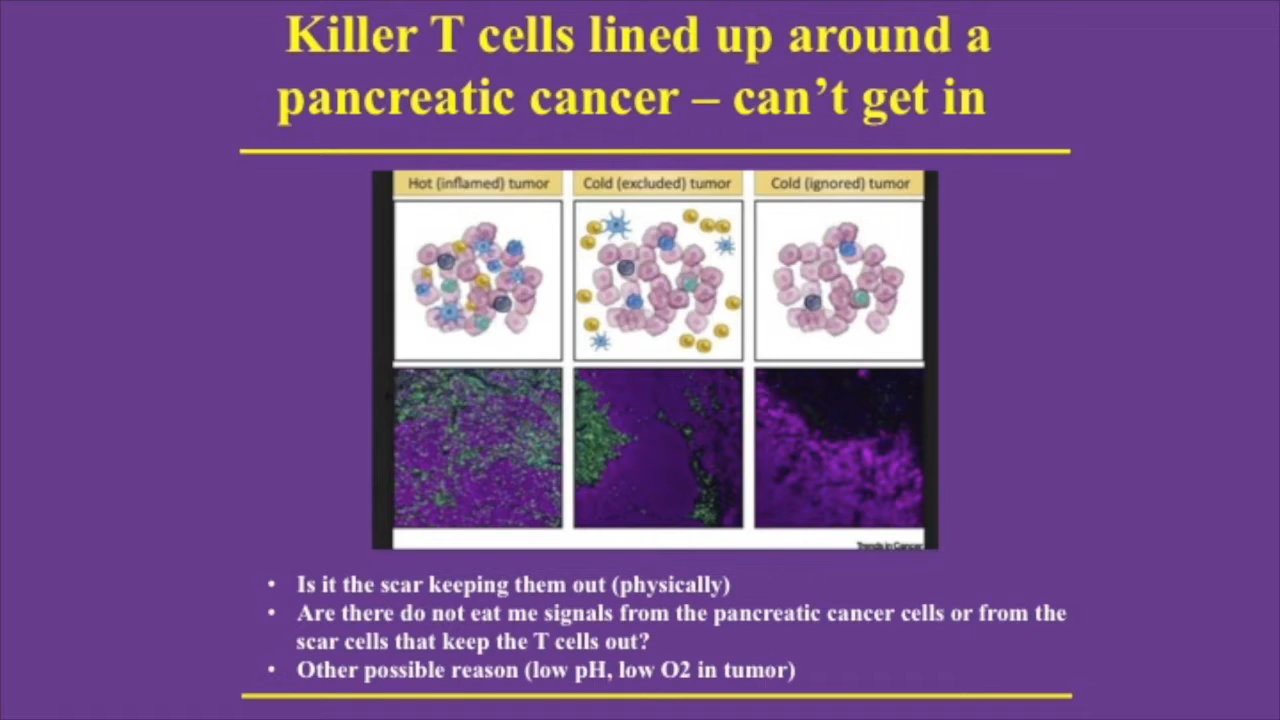 Killer T cells lined up around a
pancreatic cancer – can’t get in
Hot (inflamed) tumor
Cold (excluded) tumor
Cold (ignored) tumor
Trends in Cancer
• Is it the scar keeping them out (physically)
• Are there do not eat me signals from the pancreatic cancer cells or from the
scar cells that keep the T cells out?
• Other possible reason (low pH, low O2 in tumor)